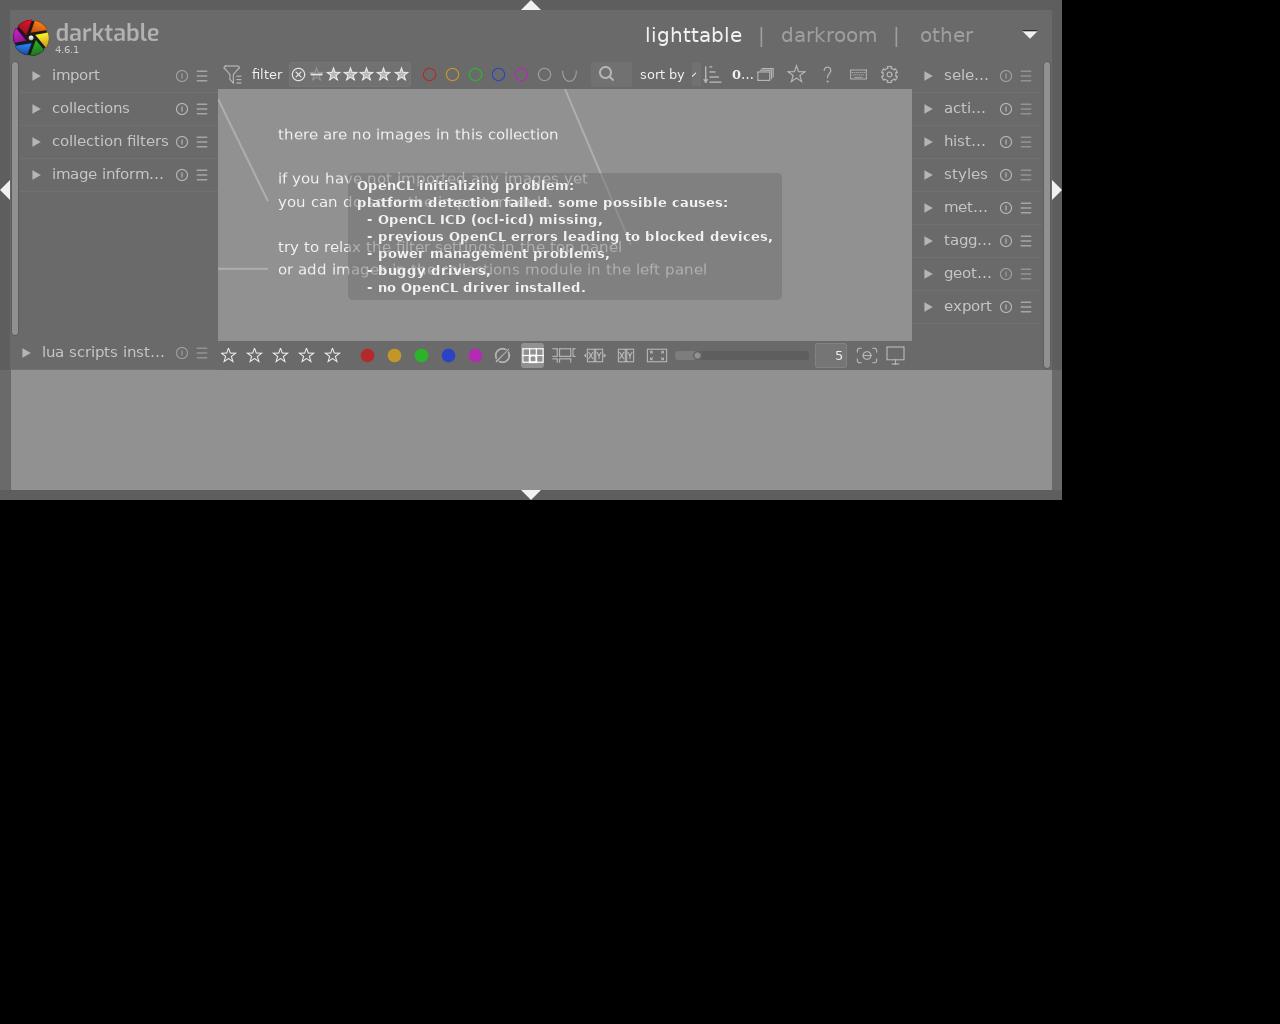 darktable
4.6.1
lighttable | darkroom | other
import
collections
collection filters
image inform...
lua scripts inst...
filter
sort by
0...
there are no images in this collection
if you have not imported any images yet
you can do
try to relax the filter settings in the top panel
or add images in the collections module in the left panel
OpenCL initializing problem:
platform detection failed. some possible causes:
- OpenCL ICD (ocl-icd) missing,
- previous OpenCL errors leading to blocked devices,
- power management problems,
- buggy drivers,
- no OpenCL driver installed.
5
sele...
acti...
hist...
styles
met...
tagg...
geot...
export